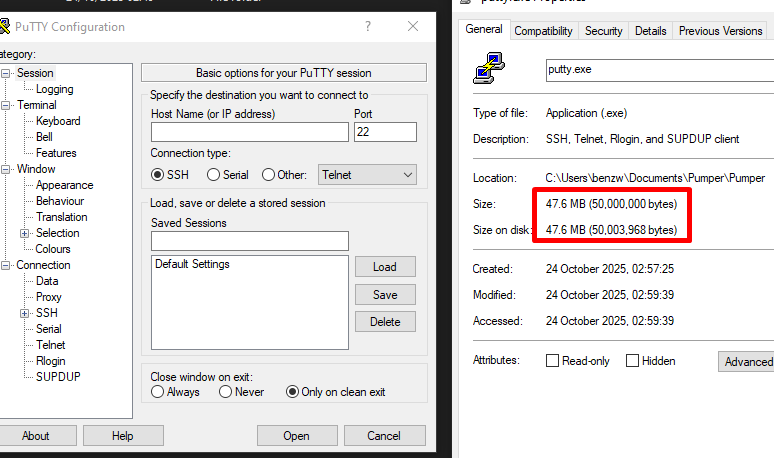 PuTTY Configuration
?
ategory:
Session
Logging
Terminal
Keyboard
Bell
Features
Window
Appearance
Behaviour
Translation
Selection
Colours
Connection
Data
Proxy
SSH
Serial
Telnet
Rlogin
SUPDUP
Basic options for your PuTTY session
Specify the destination you want to connect to
Host Name (or IP address) Port
22
Connection type:
SSH Serial Other: Telnet
Load, save or delete a stored session
Saved Sessions
Default Settings
Load
Save
Delete
Close window on exit:
Always Never Only on clean exit
About Help Open Cancel
General Compatibility Security Details Previous Versions
putty.exe
Type of file: Application (.exe)
Description: SSH, Telnet, Rlogin, and SUPDUP client
Location: C:\Users\benzw\Documents\Pumper\Pumper
Size: 47.6 MB (50,000,000 bytes)
Size on disk: 47.6 MB (50,003,968 bytes)
Created: 24 October 2025, 02:57:25
Modified: 24 October 2025, 02:59:39
Accessed: 24 October 2025, 02:59:39
Attributes: Read-only Hidden Advanced